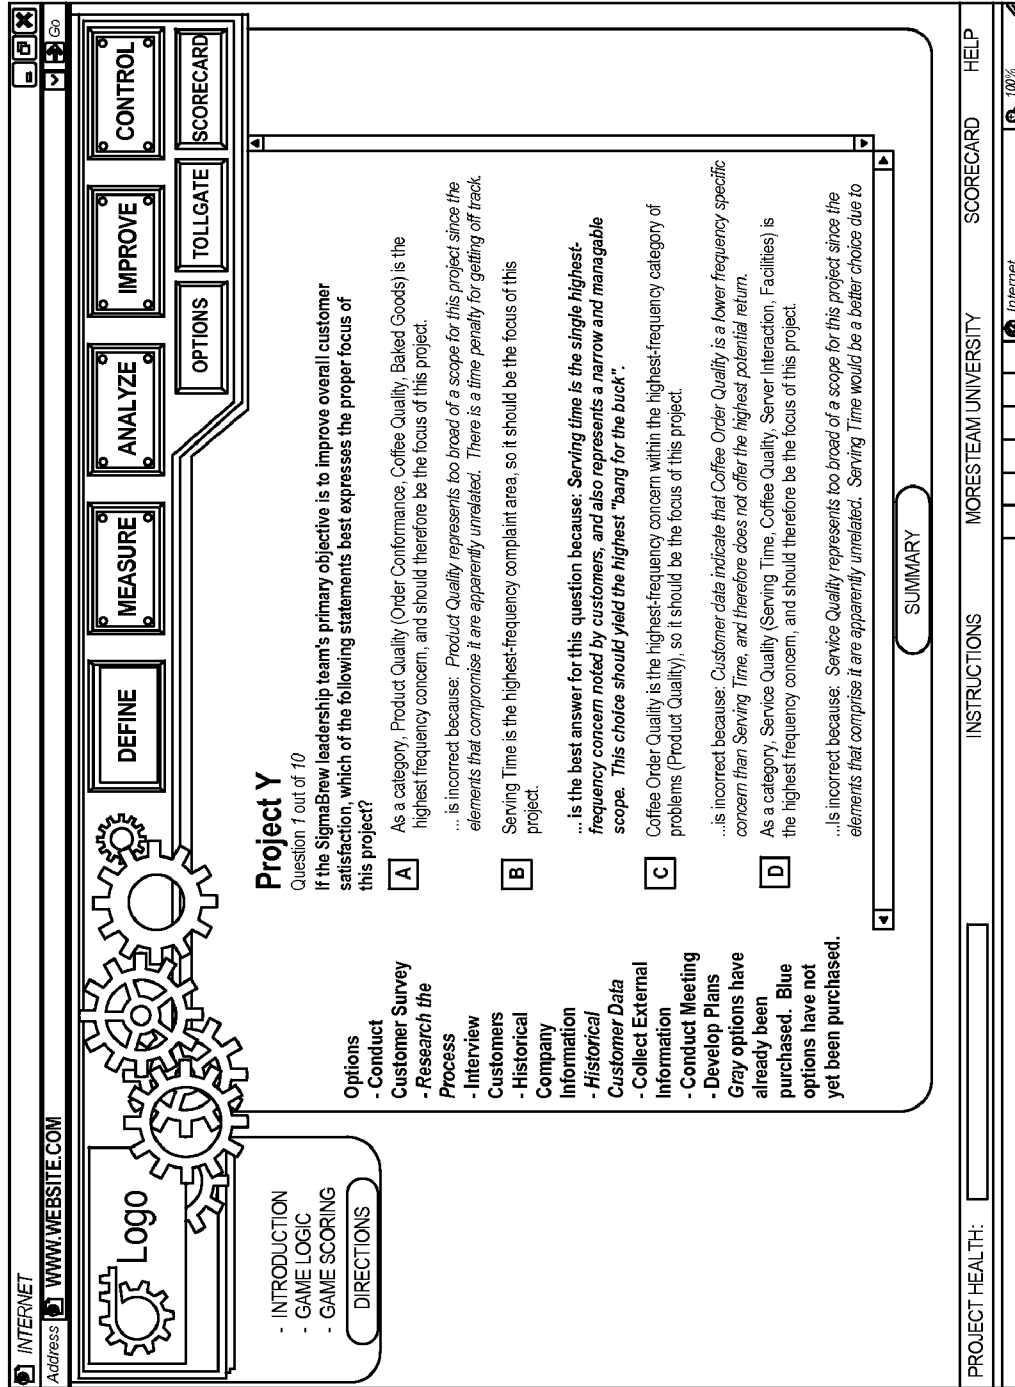 INTERNET
Address WWW.WEBSITE.COM
Go
Logo
DEFINE
MEASURE
ANALYZE
IMPROVE
CONTROL
OPTIONS
TOLLGATE
SCORECARD
- INTRODUCTION
- GAME LOGIC
- GAME SCORING
DIRECTIONS
Options
- Conduct
Customer Survey
- Research the
Process
- Interview
Customers
- Historical
Company
Information
- Historical
Customer Data
- Collect External
Information
- Conduct Meeting
- Develop Plans
Gray options have
already been
purchased. Blue
options have not
yet been purchased.
Project Y
Question 1 out of 10
If the SigmaBrew leadership team's primary objective is to improve overall customer
satisfaction, which of the following statements best expresses the proper focus of
this project?
A
As a category, Product Quality (Order Conformance, Coffee Quality, Baked Goods) is the
highest frequency concern, and should therefore be the focus of this project.
... is incorrect because: Product Quality represents too broad of a scope for this project since the
elements that compromise it are apparently unrelated. There is a time penalty for getting off track.
B
Serving Time is the highest-frequency complaint area, so it should be the focus of this
project.
... is the best answer for this question because: Serving time is the single highest-
frequency concern noted by customers, and also represents a narrow and managable
scope. This choice should yield the highest "bang for the buck".
C
Coffee Order Quality is the highest-frequency concern within the highest-frequency category of
problems (Product Quality), so it should be the focus of this project.
...is incorrect because: Customer data indicate that Coffee Order Quality is a lower frequency specific
concern than Serving Time, and therefore does not offer the highest potential return.
D
As a category, Service Quality (Serving Time, Coffee Quality, Server Interaction, Facilities) is
the highest frequency concern, and should therefore be the focus of this project.
...Is incorrect because: Service Quality represents too broad of a scope for this project since the
elements that comprise it are apparently unrelated. Serving Time would be a better choice due to
SUMMARY
PROJECT HEALTH:
INSTRUCTIONS
MORESTEAM UNIVERSITY
SCORECARD
HELP
Internet
100%